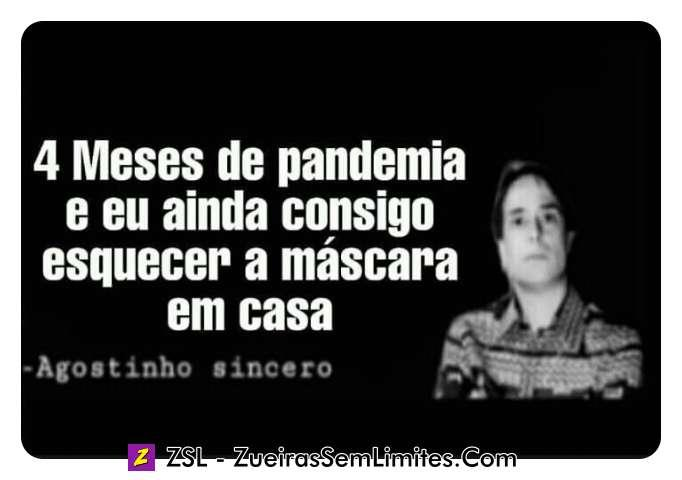 4 Meses de pandemia
e eu ainda consigo
esquecer a máscara
em casa
-Agostinho sincero
Z ZSL - ZueirasSemLimites.Com